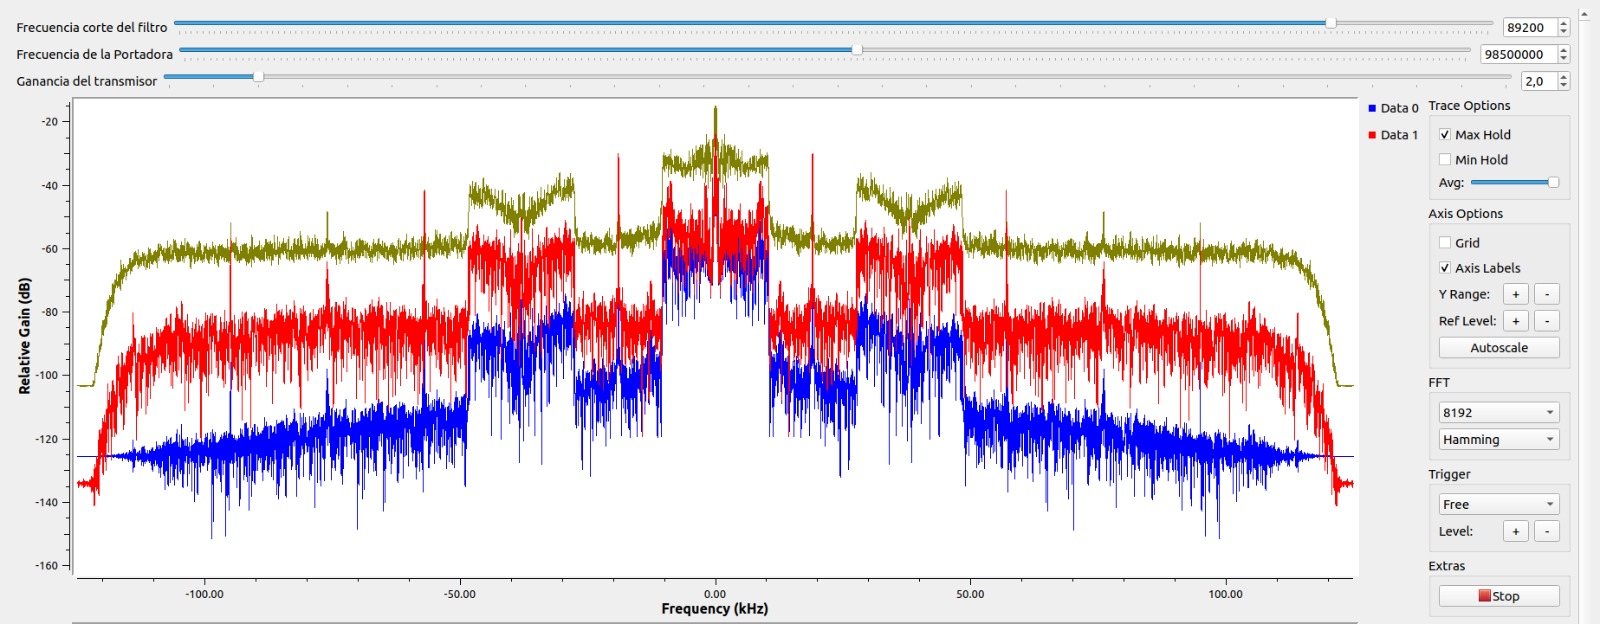 Frecuencia corte del filtro 89200
Frecuencia de la Portadora 98500000
Ganancia del transmisor 2,0
Data 0
Data 1
Trace Options
Max Hold
Min Hold
Avg:
Axis Options
Grid
Axis Labels
Y Range: + -
Ref Level: + -
Autoscale
FFT
8192
Hamming
Trigger
Free
Level: + -
Extras
Stop
Relative Gain (dB)
-20
-40
-60
-80
-100
-120
-140
-160
-100.00 -50.00 0.00 50.00 100.00
Frequency (kHz)